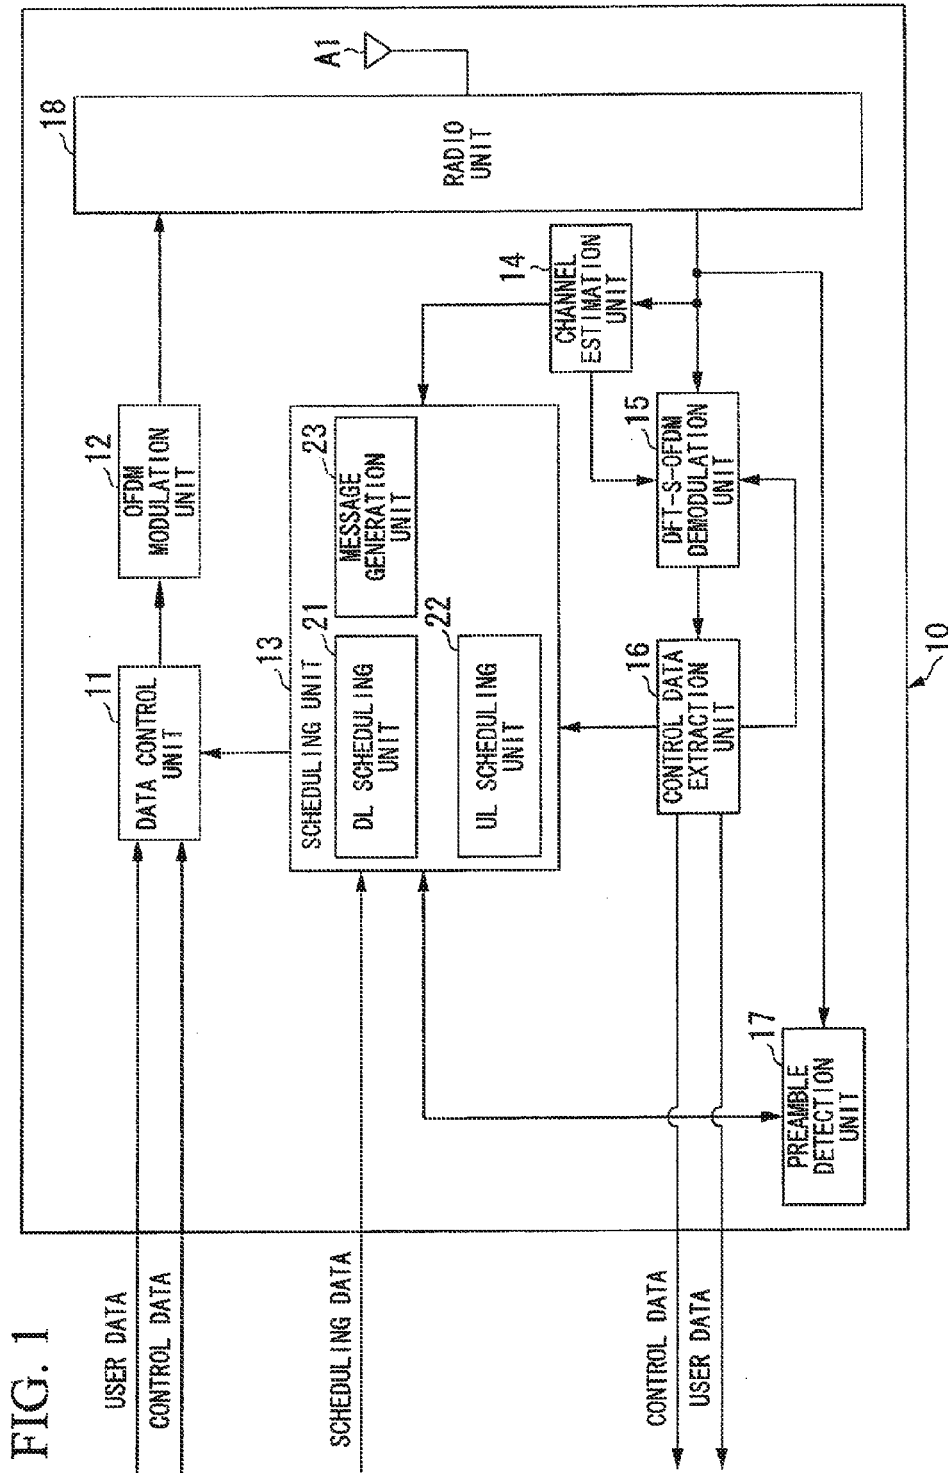 FIG. 1
USER DATA
CONTROL DATA
SCHEDULING DATA
CONTROL DATA
USER DATA
11
DATA CONTROL
UNIT
12
OFDM
MODULATION
UNIT
18
RADIO
UNIT
A1
SCHEDULING UNIT
13
21
DL SCHEDULING
UNIT
22
UL SCHEDULING
UNIT
23
MESSAGE
GENERATION
UNIT
14
CHANNEL
ESTIMATION
UNIT
15
DFT-S-OFDM
DEMODULATION
UNIT
16
CONTROL DATA
EXTRACTION
UNIT
17
PREAMBLE
DETECTION
UNIT
10